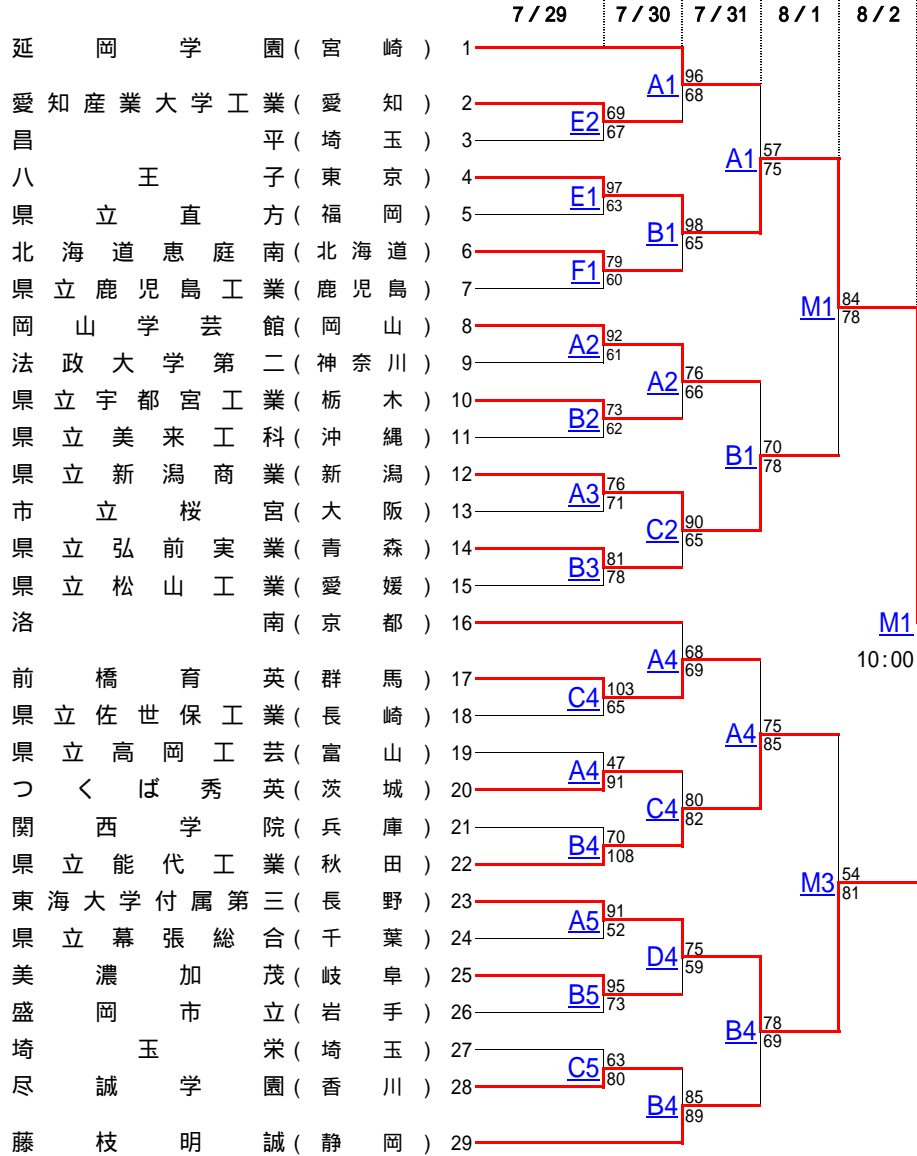 7 / 29 7 / 30 7 / 31 8 / 1 8 / 2
延岡学園(宮崎) 1
96
A1 68
愛知産業大学工業(愛知) 2
69
E2 67
昌平(埼玉) 3
57
A1 75
八王子(東京) 4
97
E1 63
県立直方(福岡) 5
98
B1 65
北海道恵庭南(北海道) 6
79
F1 60
県立鹿児島工業(鹿児島) 7
84
M1 78
岡山学芸館(岡山) 8
92
A2 61
法政大学第二(神奈川) 9
76
A2 66
県立宇都宮工業(栃木) 10
73
B2 62
県立美来工科(沖縄) 11
70
B1 78
県立新潟商業(新潟) 12
76
A3 71
市立桜宮(大阪) 13
90
C2 65
県立弘前実業(青森) 14
81
B3 78
県立松山工業(愛媛) 15
洛南(京都) 16
M1
10:00
68
A4 69
前橋育英(群馬) 17
103
C4 65
県立佐世保工業(長崎) 18
75
A4 85
県立高岡工芸(富山) 19
47
A4 91
つくば秀英(茨城) 20
80
C4 82
関西学院(兵庫) 21
70
B4 108
県立能代工業(秋田) 22
54
M3 81
東海大学付属第三(長野) 23
91
A5 52
県立幕張総合(千葉) 24
75
D4 59
美濃加茂(岐阜) 25
95
B5 73
盛岡市立(岩手) 26
78
B4 69
埼玉栄(埼玉) 27
63
C5 80
尽誠学園(香川) 28
85
B4 89
藤枝明誠(静岡) 29